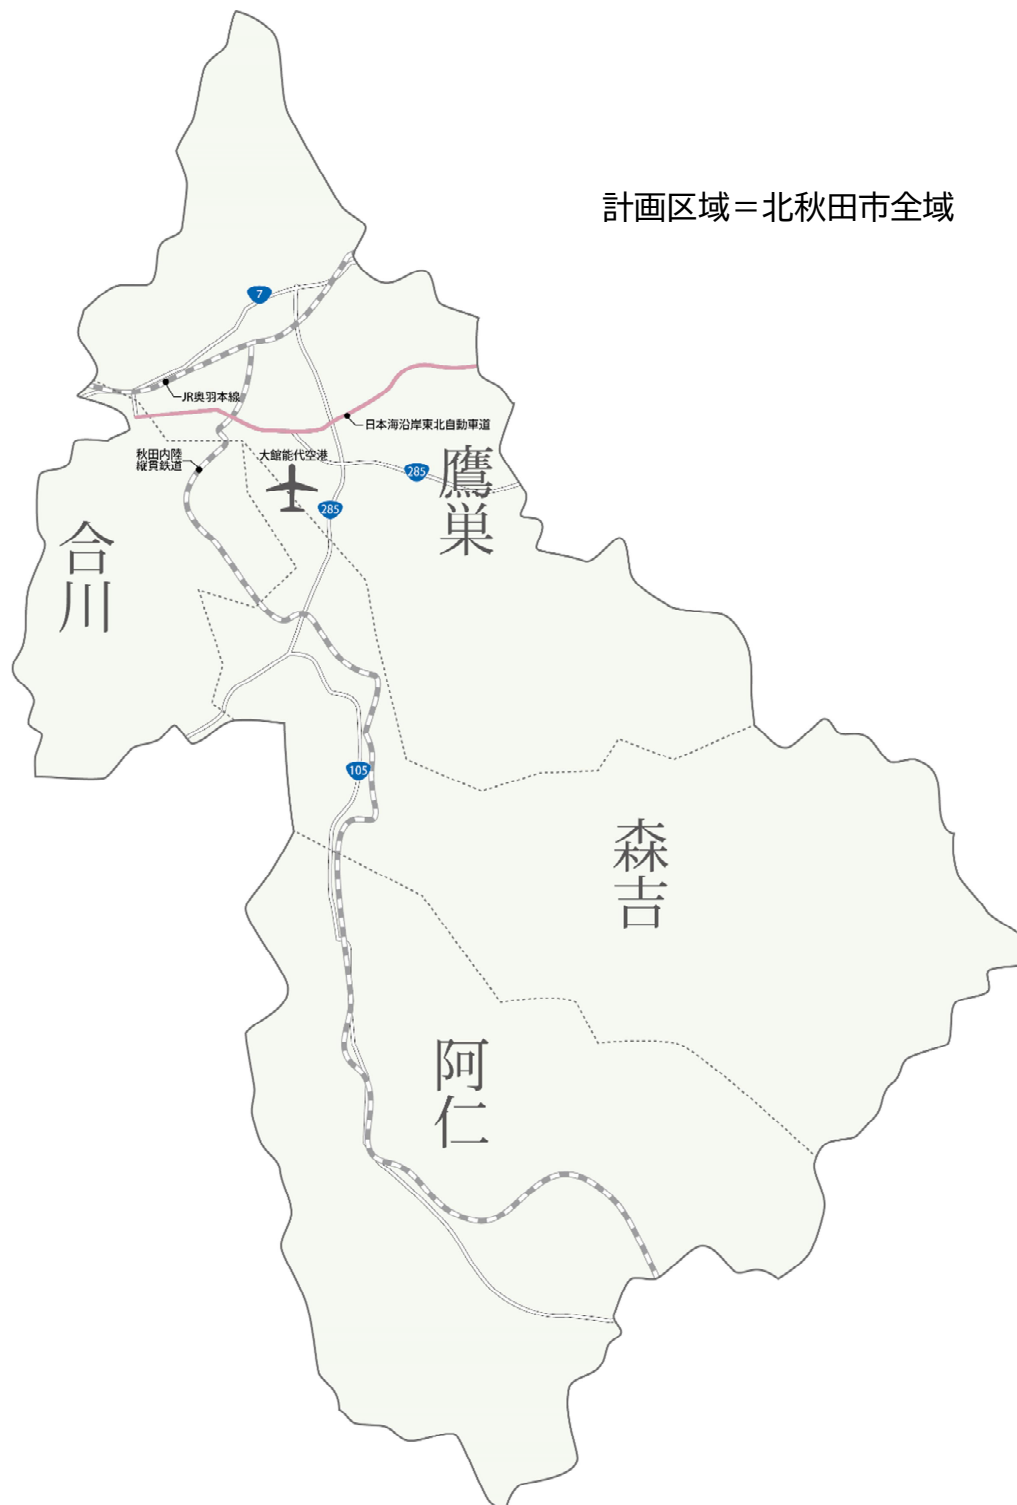 計画区域＝北秋田市全域
7
JR奥羽本線
日本海沿岸東北自動車道
秋田内陸
縦貫鉄道
大館能代空港
285
鷹巣
285
合川
105
森吉
阿仁